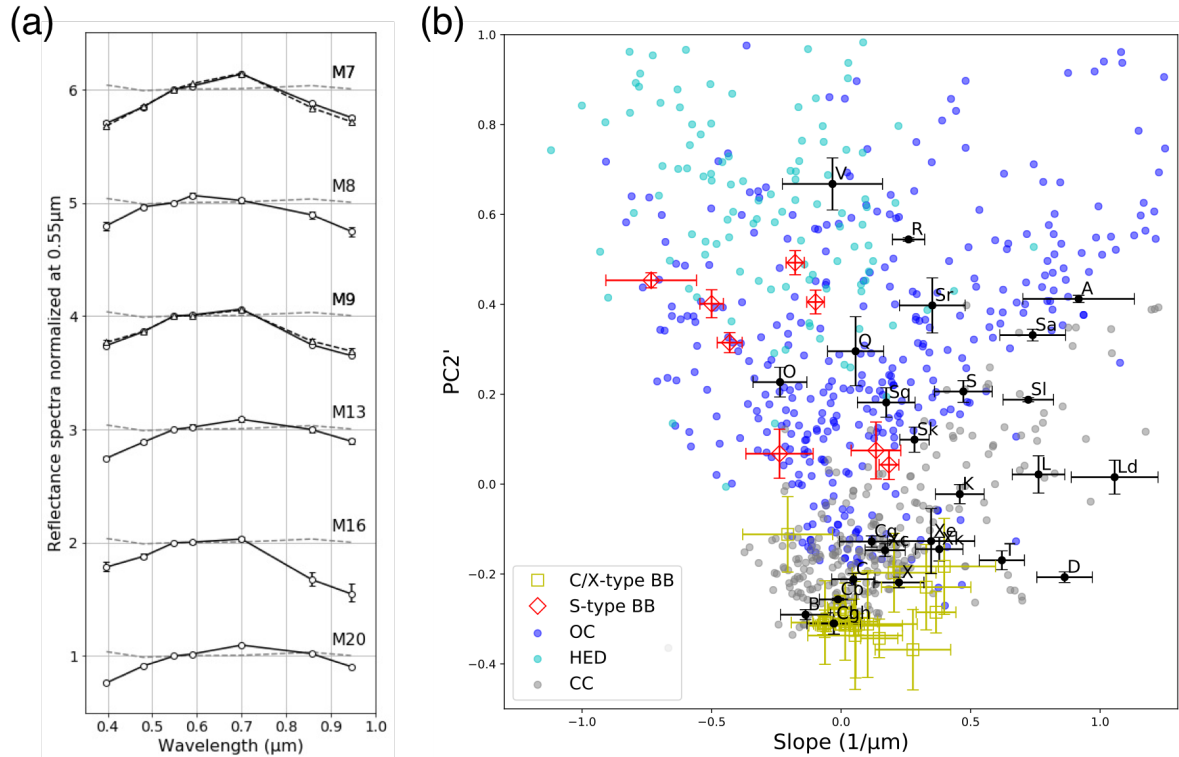 (a)
(b)
Reflectance spectra normalized at 0.55μm
6
5
4
3
2
1
M7
M8
M9
M13
M16
M20
0.4 0.5 0.6 0.7 0.8 0.9 1.0
Wavelength (μm)
PC2'
1.0
0.8
0.6
0.4
0.2
0.0
−0.2
−0.4
V
R
Sr
A
Sa
Q
O
S
Sl
Sq
Sk
L
Ld
K
Cg
Xc
Xe
Xk
T
D
C
X
Cb
B
Cgh
C/X-type BB
S-type BB
OC
HED
CC
−1.0 −0.5 0.0 0.5 1.0
Slope (1/μm)